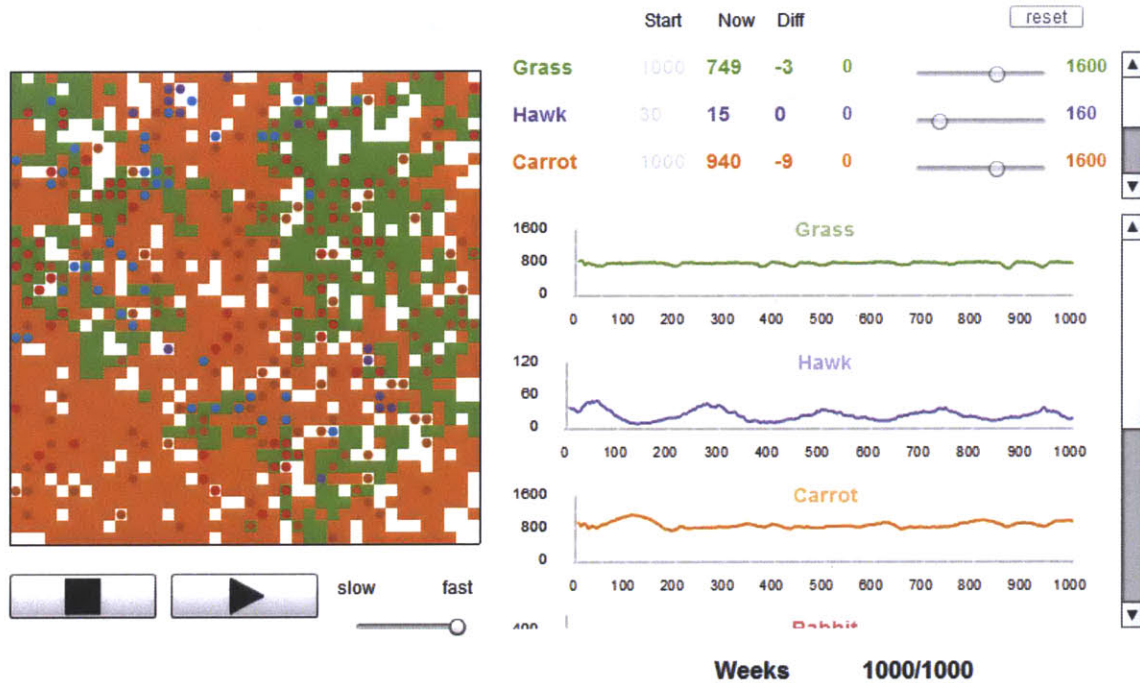 Start Now Diff reset
Grass 1000 749 -3 0 1600
Hawk 30 15 0 0 160
Carrot 1000 940 -9 0 1600
Grass
1600
800
0
0 100 200 300 400 500 600 700 800 900 1000
Hawk
120
60
0
0 100 200 300 400 500 600 700 800 900 1000
Carrot
1600
800
0
0 100 200 300 400 500 600 700 800 900 1000
400 Rabbit
slow fast
Weeks 1000/1000